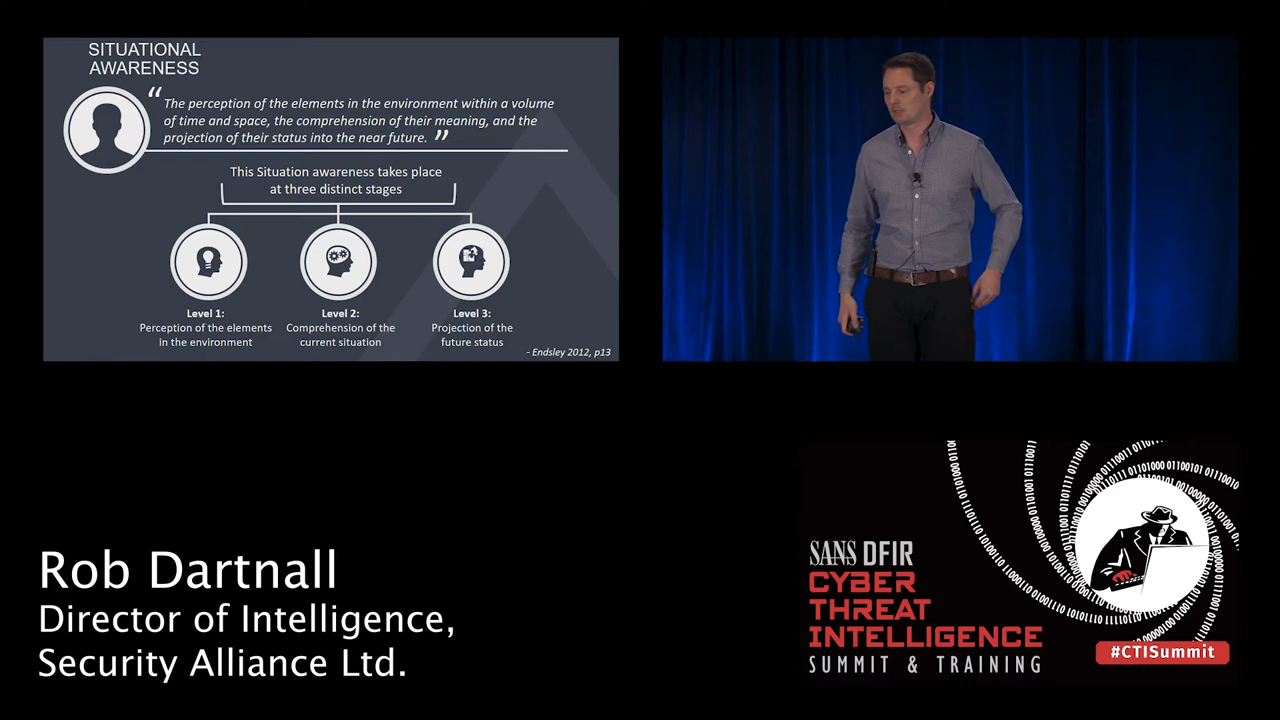 SITUATIONAL
AWARENESS
“ The perception of the elements in the environment within a volume
of time and space, the comprehension of their meaning, and the
projection of their status into the near future. ”
This Situation awareness takes place
at three distinct stages
Level 1:
Perception of the elements
in the environment
Level 2:
Comprehension of the
current situation
Level 3:
Projection of the
future status
- Endsley 2012, p13
Rob Dartnall
Director of Intelligence,
Security Alliance Ltd.
SANS DFIR
CYBER
THREAT
INTELLIGENCE
SUMMIT & TRAINING
#CTISummit